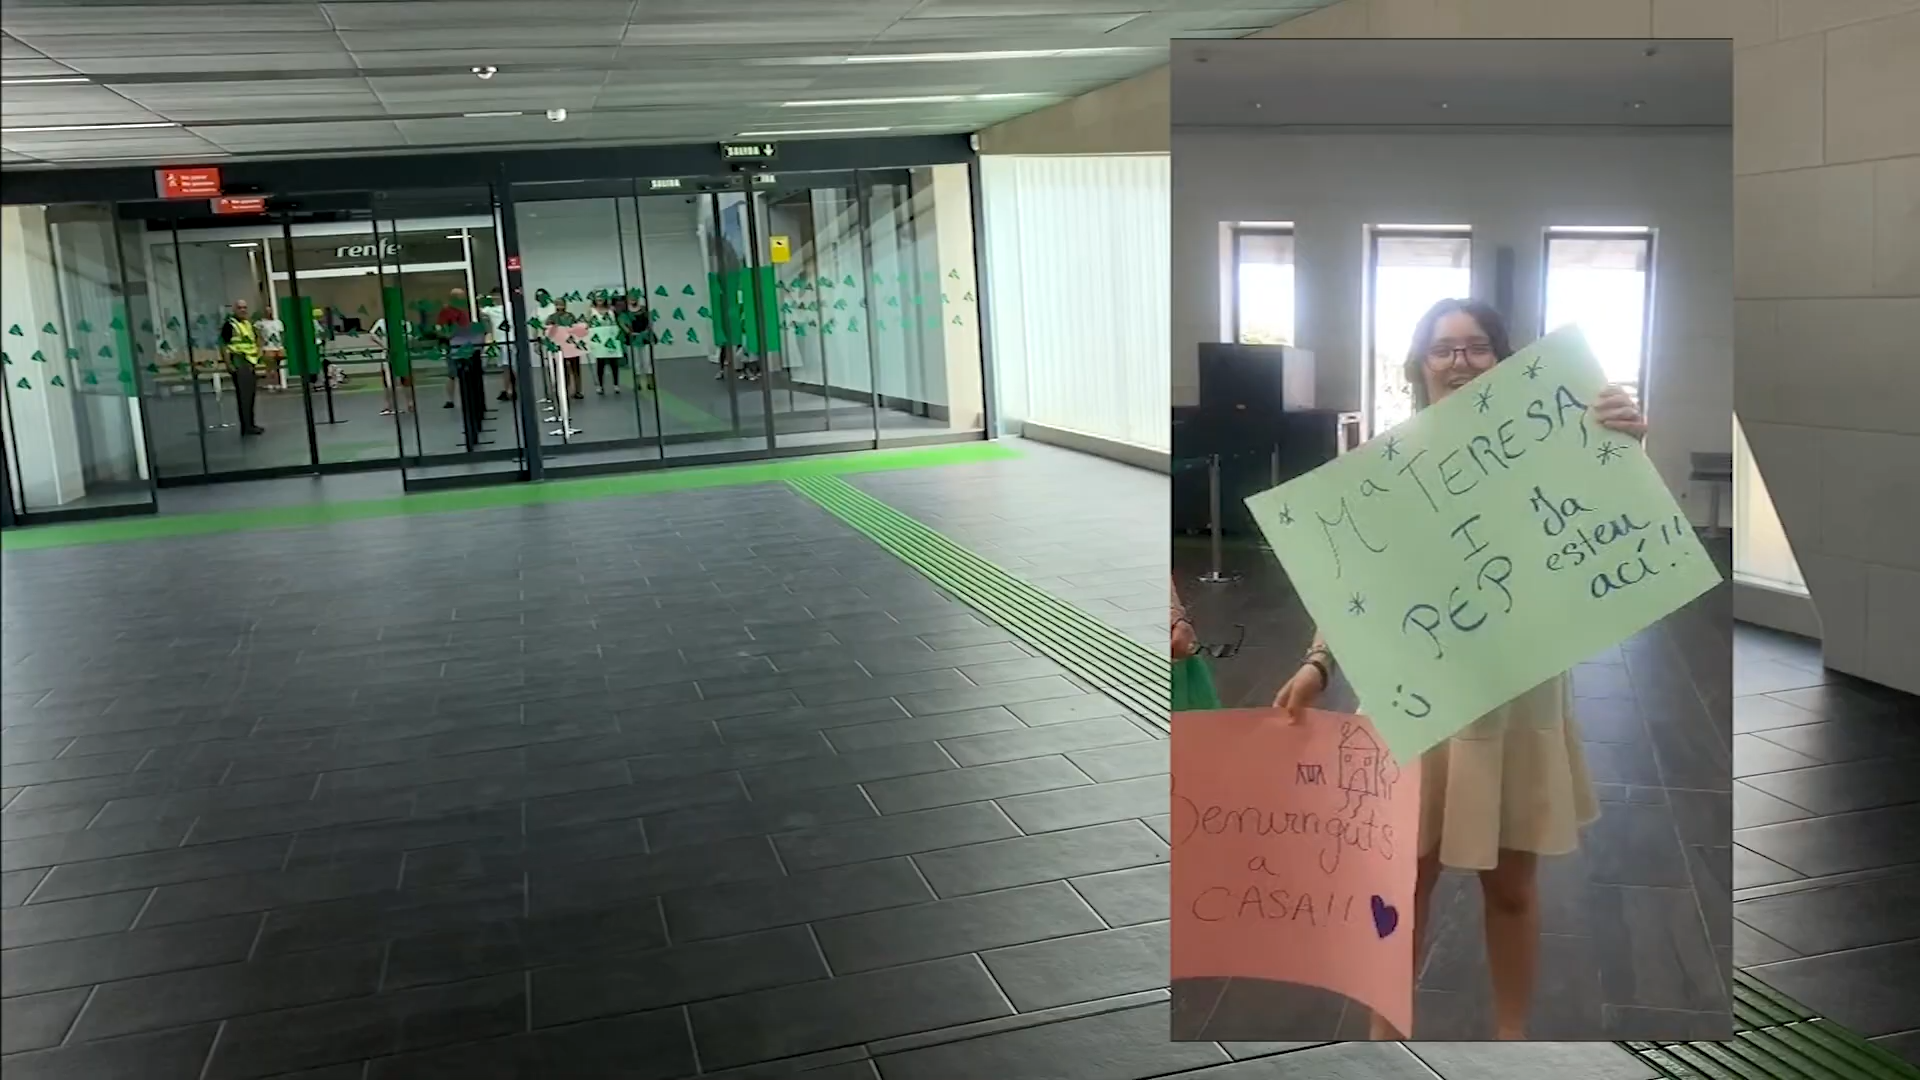 SALIDA
SALIDA
renfe
Mª TERESA
I
PEP
Ja
esteu
ací!!
Benvinguts
a
CASA!!